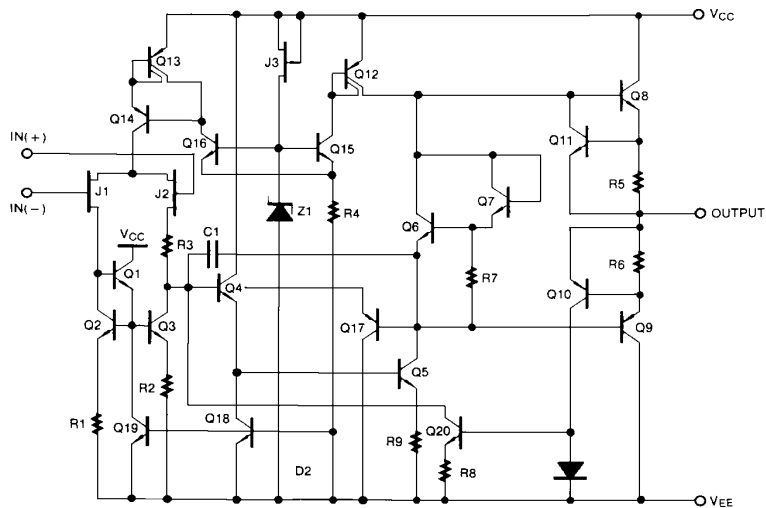 VCC
Q13
J3
Q12
Q8
Q14
Q11
IN(+)
Q16
Q15
J1
J2
R5
IN(−)
Q7
Z1
R4
OUTPUT
Q6
VCC
R3
C1
R6
Q1
R7
Q4
Q10
Q2
Q3
Q17
Q9
Q5
R2
R1
Q19
Q18
R9
Q20
D2
R8
VEE